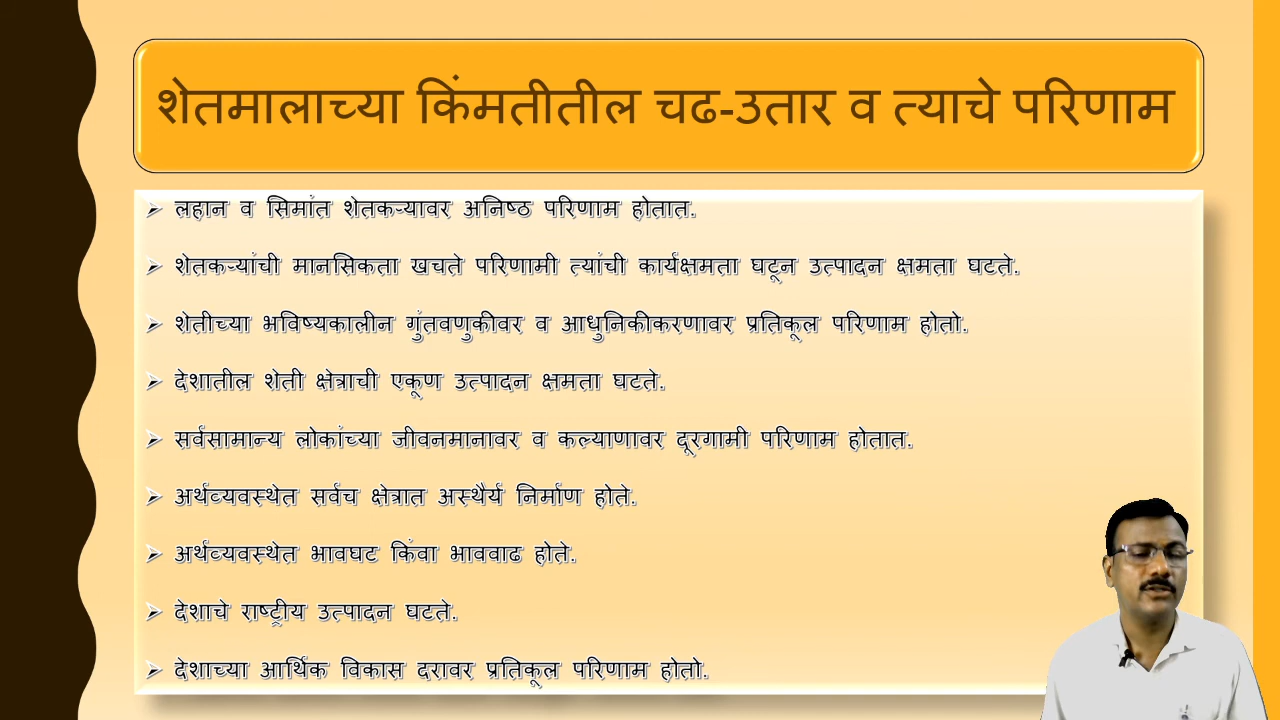 शेतमालाच्या किंमतीतील चढ-उतार व त्याचे परिणाम
लहान व सिमांत शेतकऱ्यावर अनिष्ठ परिणाम होतात.
शेतकऱ्यांची मानसिकता खचते परिणामी त्यांची कार्यक्षमता घटून उत्पादन क्षमता घटते.
शेतीच्या भविष्यकालीन गुंतवणुकीवर व आधुनिकीकरणावर प्रतिकूल परिणाम होतो.
देशातील शेती क्षेत्राची एकूण उत्पादन क्षमता घटते.
सर्वसामान्य लोकांच्या जीवनमानावर व कल्याणावर दूरगामी परिणाम होतात.
अर्थव्यवस्थेत सर्वच क्षेत्रात अस्थैर्य निर्माण होते.
अर्थव्यवस्थेत भावघट किंवा भाववाढ होते.
देशाचे राष्ट्रीय उत्पादन घटते.
देशाच्या आर्थिक विकास दरावर प्रतिकूल परिणाम होतो.